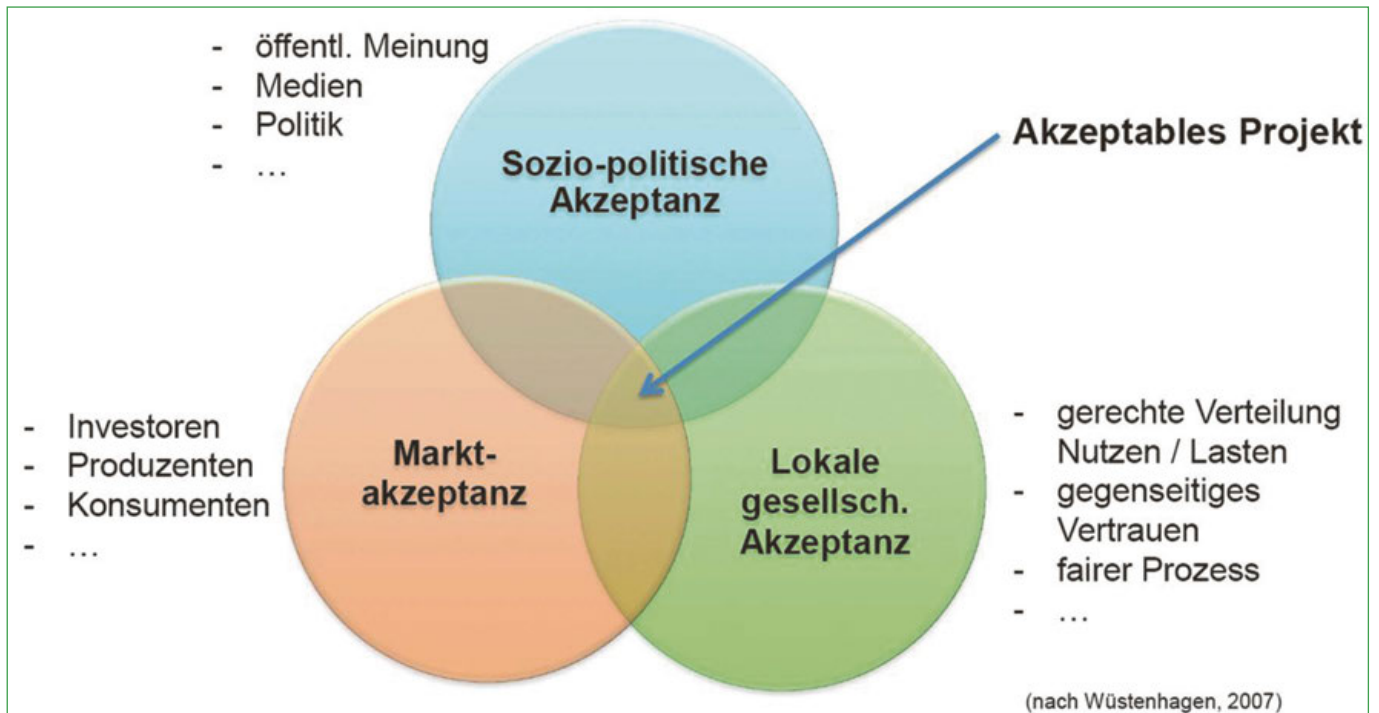 - öffentl. Meinung
- Medien
- Politik
- …
Sozio-politische
Akzeptanz
Akzeptables Projekt
- Investoren
- Produzenten
- Konsumenten
- …
Markt-
akzeptanz
Lokale
gesellsch.
Akzeptanz
- gerechte Verteilung
Nutzen / Lasten
- gegenseitiges
Vertrauen
- fairer Prozess
- …
(nach Wüstenhagen, 2007)